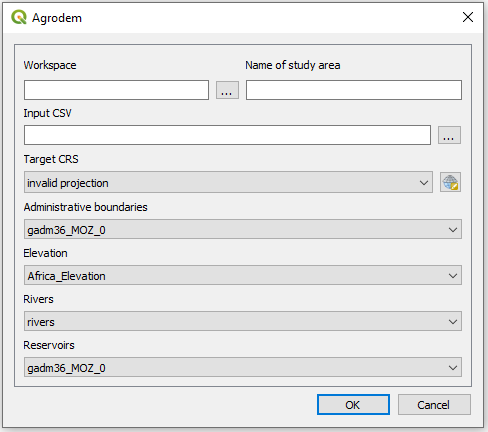 Agrodem
Workspace Name of study area
...
Input CSV
...
Target CRS
invalid projection
Administrative boundaries
gadm36_MOZ_0
Elevation
Africa_Elevation
Rivers
rivers
Reservoirs
gadm36_MOZ_0
OK Cancel